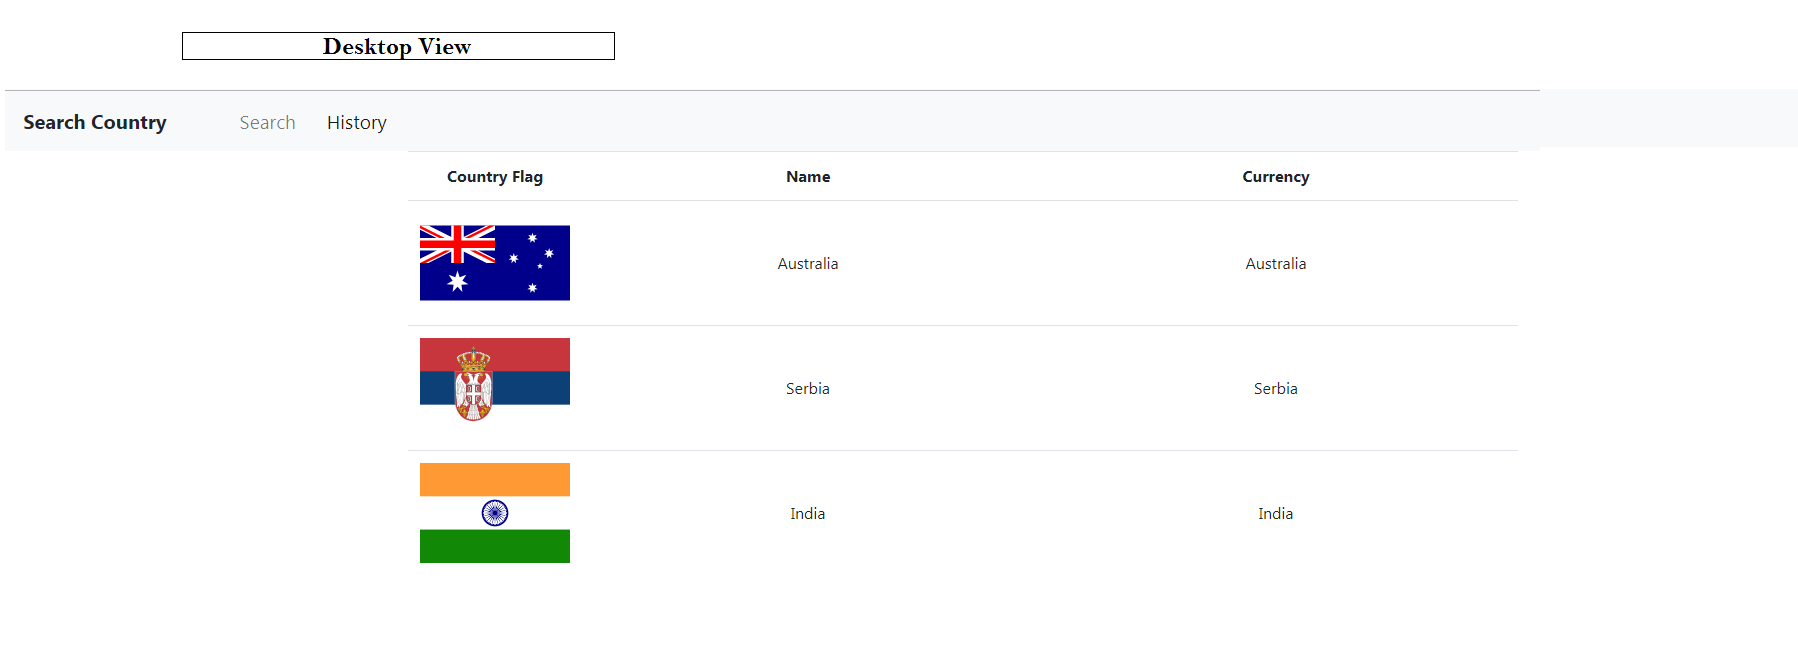 Desktop View
Search Country Search History
Country Flag Name Currency
Australia Australia
Serbia Serbia
India India